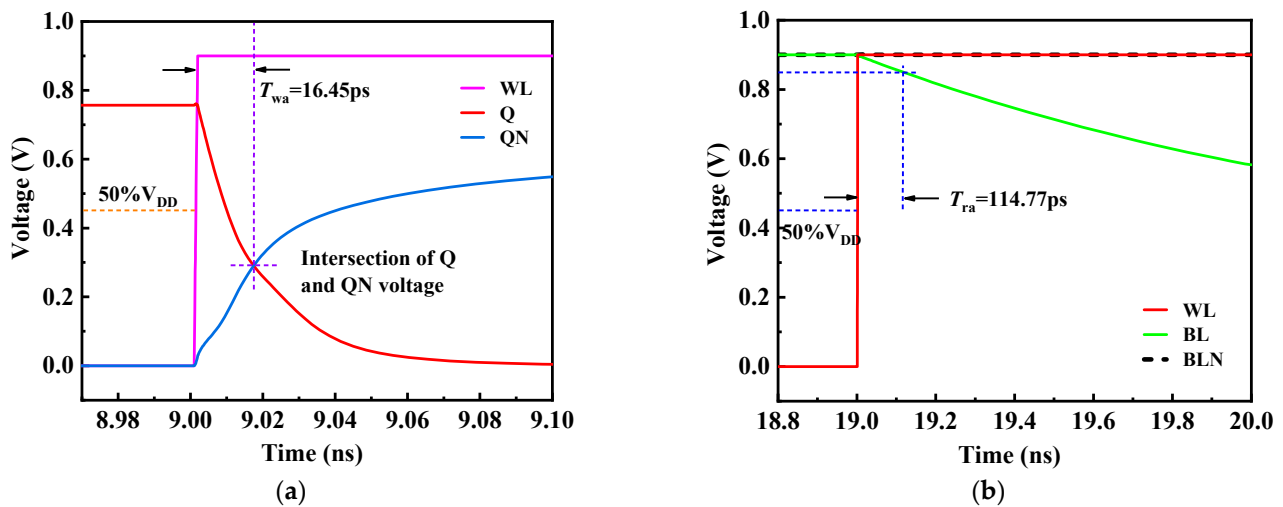 1.0
0.8
0.6
0.4
0.2
0.0
Voltage (V)
T_wa=16.45ps
WL
Q
QN
50%V_DD
Intersection of Q
and QN voltage
8.98 9.00 9.02 9.04 9.06 9.08 9.10
Time (ns)
(a)
1.0
0.8
0.6
0.4
0.2
0.0
Voltage (V)
T_ra=114.77ps
50%V_DD
WL
BL
BLN
18.8 19.0 19.2 19.4 19.6 19.8 20.0
Time (ns)
(b)